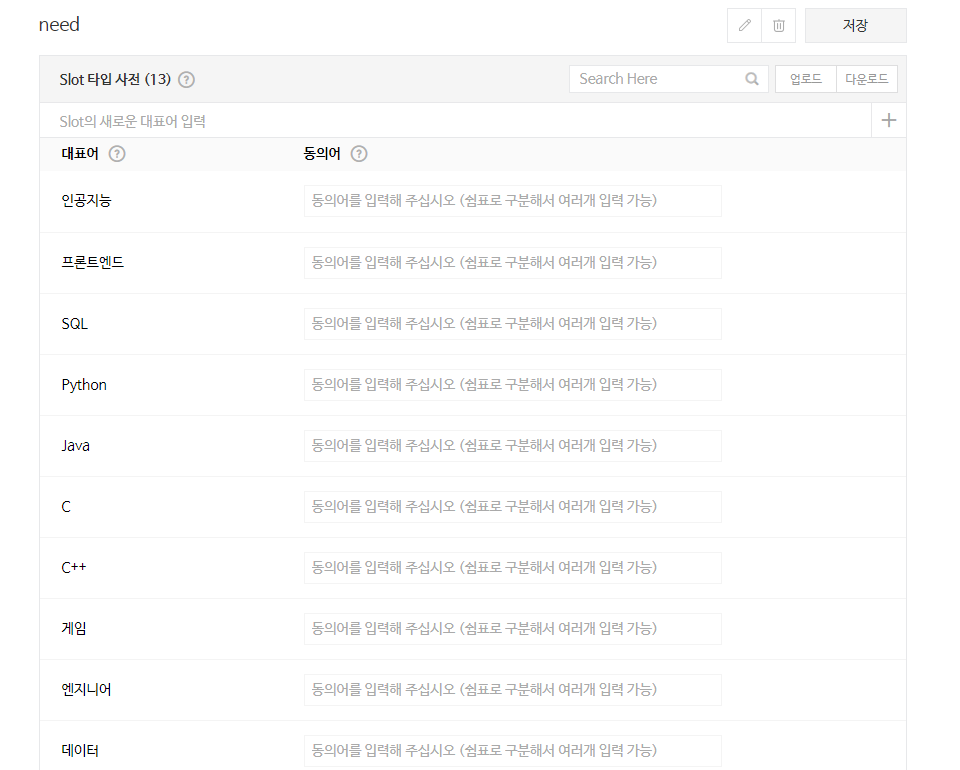 need
저장
Slot 타입 사전 (13) ?
Search Here
업로드
다운로드
Slot의 새로운 대표어 입력
대표어 ? 동의어 ?
인공지능 동의어를 입력해 주십시오 (쉼표로 구분해서 여러개 입력 가능)
프론트엔드 동의어를 입력해 주십시오 (쉼표로 구분해서 여러개 입력 가능)
SQL 동의어를 입력해 주십시오 (쉼표로 구분해서 여러개 입력 가능)
Python 동의어를 입력해 주십시오 (쉼표로 구분해서 여러개 입력 가능)
Java 동의어를 입력해 주십시오 (쉼표로 구분해서 여러개 입력 가능)
C 동의어를 입력해 주십시오 (쉼표로 구분해서 여러개 입력 가능)
C++ 동의어를 입력해 주십시오 (쉼표로 구분해서 여러개 입력 가능)
게임 동의어를 입력해 주십시오 (쉼표로 구분해서 여러개 입력 가능)
엔지니어 동의어를 입력해 주십시오 (쉼표로 구분해서 여러개 입력 가능)
데이터 동의어를 입력해 주십시오 (쉼표로 구분해서 여러개 입력 가능)